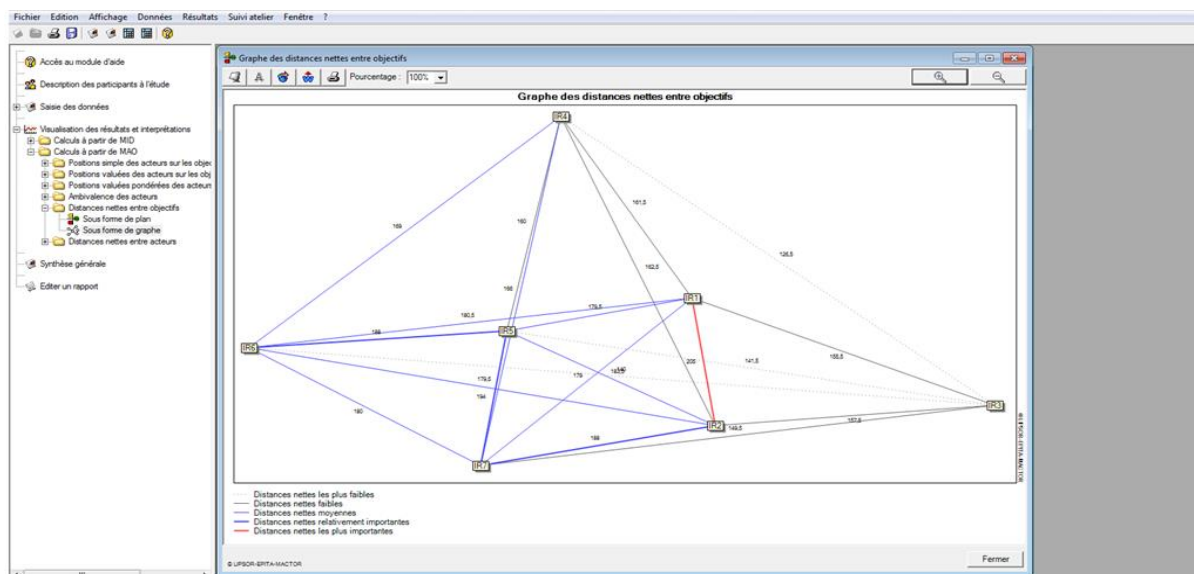 Fichier Edition Affichage Données Résultats Suivi atelier Fenêtre ?
Accès au module d'aide
Description des participants à l'étude
Saisie des données
Visualisation des résultats et interprétations
Calculs à partir de MID
Calculs à partir de MAO
Positions simple des acteurs sur les objec
Positions valuées des acteurs sur les obj
Positions valuées pondérées des acteurs
Ambivalence des acteurs
Distances nettes entre objectifs
Sous forme de plan
Sous forme de graphe
Distances nettes entre acteurs
Synthèse générale
Editer un rapport
Graphe des distances nettes entre objectifs
Pourcentage : 100%
Graphe des distances nettes entre objectifs
IR4
161,5
169
160
126,5
162,5
168
IR1
179,5
180,5
IR5
IR6
141,5
155,5
205
179
179,5
194
IR3
180
IR2
149,5
157,5
188
IR7
© LIPSOR-EPITA-MACTOR
Distances nettes les plus faibles
Distances nettes faibles
Distances nettes moyennes
Distances nettes relativement importantes
Distances nettes les plus importantes
© LIPSOR-EPITA-MACTOR
Fermer